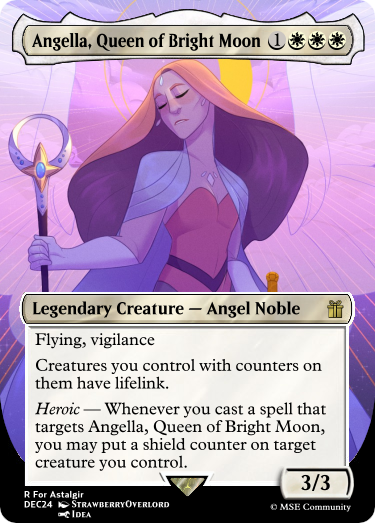 Angella, Queen of Bright Moon 1
Legendary Creature — Angel Noble
Flying, vigilance
Creatures you control with counters on
them have lifelink.
Heroic — Whenever you cast a spell that
targets Angella, Queen of Bright Moon,
you may put a shield counter on target
creature you control.
3/3
R For Astalgir
DEC24 StrawberryOverlord
Idea
© MSE Community